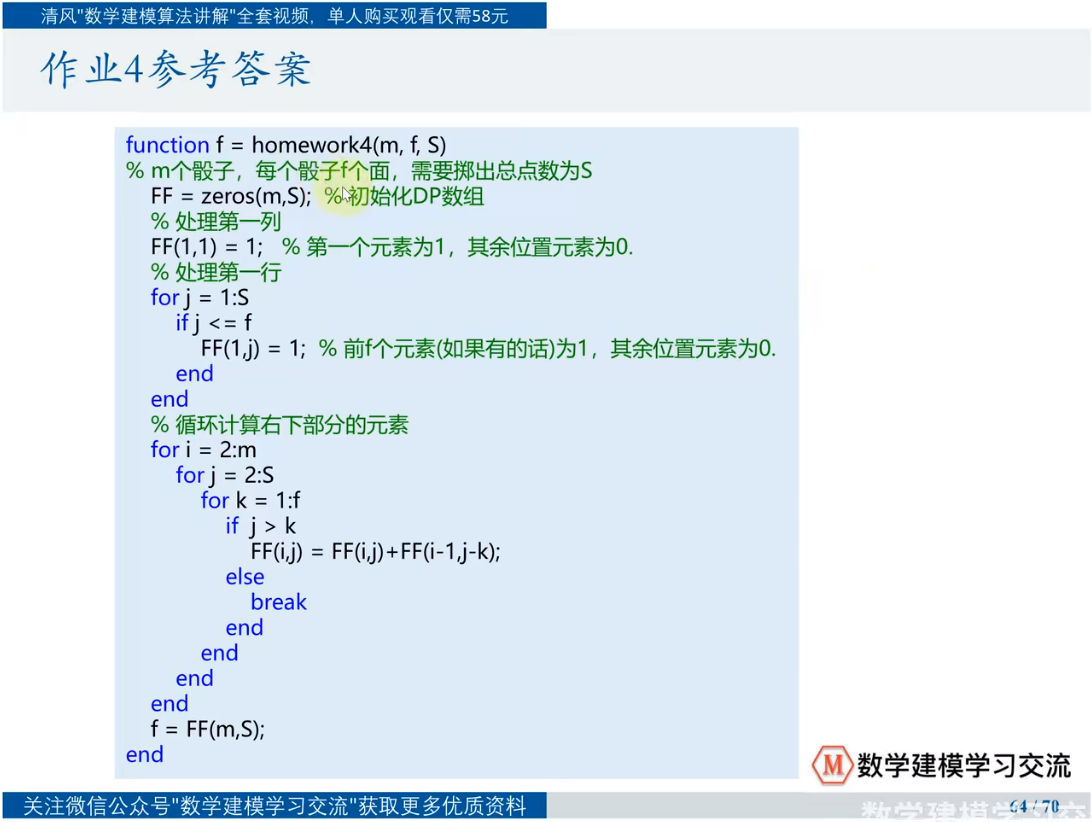 清风"数学建模算法讲解"全套视频，单人购买观看仅需58元
作业4参考答案
function f = homework4(m, f, S)
% m个骰子，每个骰子f个面，需要掷出总点数为S
FF = zeros(m,S); %初始化DP数组
% 处理第一列
FF(1,1) = 1; % 第一个元素为1，其余位置元素为0.
% 处理第一行
for j = 1:S
if j <= f
FF(1,j) = 1; % 前f个元素(如果有的话)为1，其余位置元素为0.
end
end
% 循环计算右下部分的元素
for i = 2:m
for j = 2:S
for k = 1:f
if j > k
FF(i,j) = FF(i,j)+FF(i-1,j-k);
else
break
end
end
end
end
f = FF(m,S);
end
M 数学建模学习交流
关注微信公众号"数学建模学习交流"获取更多优质资料
数学建模学习交
64 / 70